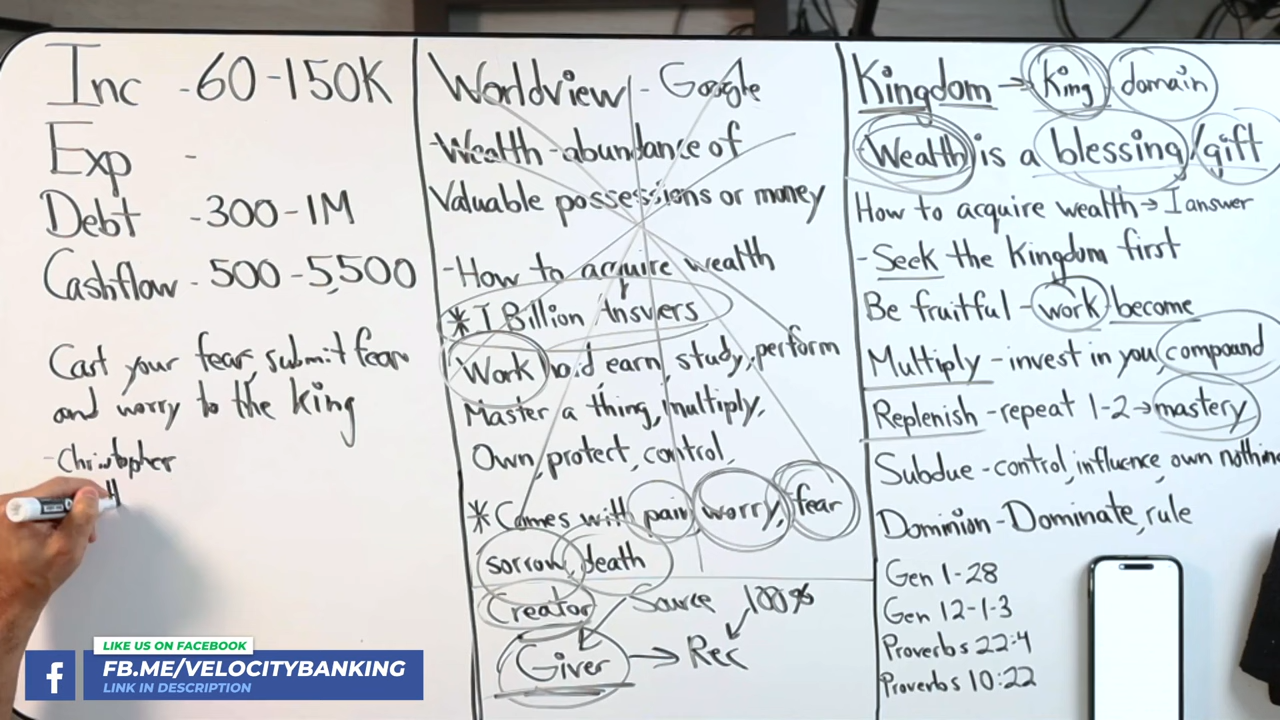 Inc - 60-150K
Exp -
Debt - 300-1M
Cashflow - 500-5,500
Cast your fear, submit fear
and worry to the king
- Christopher
Worldview - Google
- Wealth - abundance of
Valuable possessions or money
- How to acquire wealth
* 1 Billion Answers
Work hard earn, study, perform
Master a thing, multiply,
Own, protect, control,
* Comes with pain, worry, fear
sorrow, death
Creator Source 100%
Giver → Rec
Kingdom → king domain
Wealth is a blessing/gift
How to acquire wealth → 1 answer
- Seek the Kingdom first
Be fruitful - work become
Multiply - invest in you, compound
Replenish - repeat 1-2 → mastery
Subdue - control, influence, own nothing
Dominion - Dominate, rule
Gen 1-28
Gen 12-1-3
Proverbs 22:4
Proverbs 10:22
LIKE US ON FACEBOOK
FB.ME/VELOCITYBANKING
LINK IN DESCRIPTION